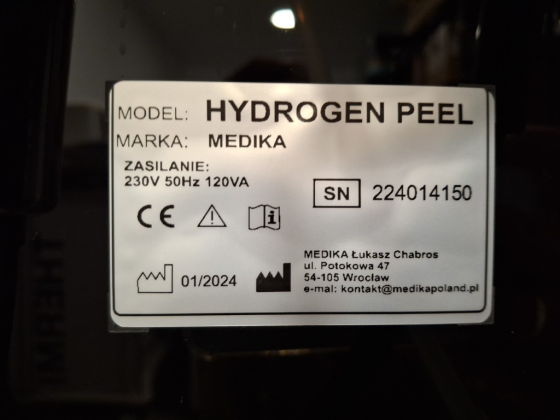 MODEL: HYDROGEN PEEL
MARKA: MEDIKA
ZASILANIE:
230V 50Hz 120VA
SN 224014150
CE
01/2024
MEDIKA Łukasz Chabros
ul. Potokowa 47
54-105 Wrocław
e-mal: kontakt@medikapoland.pl